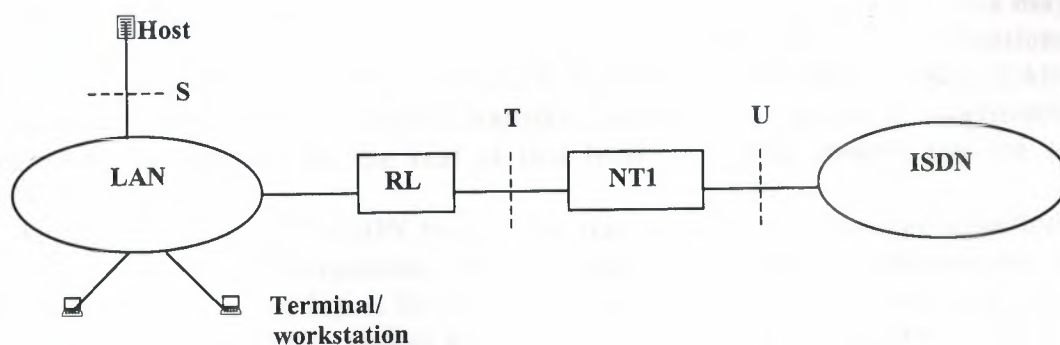 Host
S
T
U
LAN
RL
NT1
ISDN
Terminal/
workstation